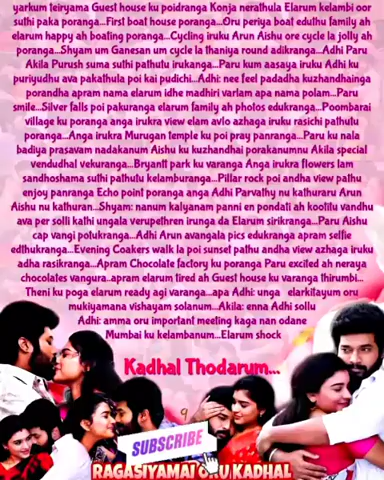 yarkum teiryama Guest house ku poidranga Konja nerathula Elarum kelambi oor
suthi paka poranga...First boat house poranga...Oru periya boat eduthu family ah
elarum happy ah boating poranga...Cycling iruku Arun Aishu ore cycle la jolly ah
poranga...Shyam um Ganesan um cycle la thaniya round adikranga...Adhi Paru
Akila Purush suma suthi pathutu irukanga...Paru kum aasaya iruku Adhi ku
puriyudhu ava pakathula poi kai pudichi...Adhi: nee feel padadha kuzhandhainga
porandha apram nama elarum idhe madhiri varlam apa nama polam...Paru
smile...Silver falls poi pakuranga elarum family ah photos edukranga...Poombarai
village ku poranga anga irukra view elam avlo azhaga iruku rasichi pathutu
poranga...Anga irukra Murugan temple ku poi pray panranga...Paru ku nala
badiya prasavam nadakanum Aishu ku kuzhandhai porakanumnu Akila special
vendudhal vekuranga...Bryantt park ku varanga Anga irukra flowers lam
sandhoshama suthi pathutu kelamburanga...Pillar rock poi andha view pathu
enjoy panranga Echo point poranga anga Adhi Parvathy nu kathuraru Arun
Aishu nu kathuran...Shyam: nanum kalyanam panni en pondati ah kootitu vandhu
ava per solli kathi ungala verupethren irunga da Elarum sirikranga...Paru Aishu
cap vangi potukranga...Adhi Arun avangala pics edukranga apram selfie
edthukranga...Evening Coakers walk la poi sunset pathu andha view azhaga iruku
adha rasikranga...Apram Chocolate factory ku poranga Paru excited ah neraya
chocolates vangura..apram elarum tired ah Guest house ku varanga thirumbi...
Theni ku poga elarum ready agi varanga...apa Adhi: unga elarkitayum oru
mukiyamana vishayam solanum...Akila: enna Adhi sollu
Adhi: amma oru important meeting kaga nan odane
Mumbai ku kelambanum...Elarum shock
Kadhal Thodarum...
9
SUBSCRIBE
RAGASIYAMAI ORU KADHAL